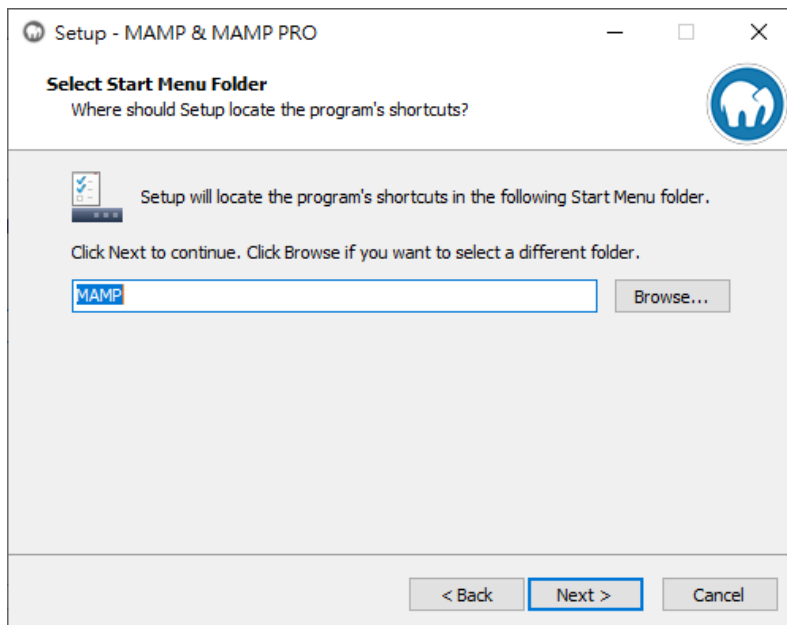 Setup - MAMP & MAMP PRO
Select Start Menu Folder
Where should Setup locate the program's shortcuts?
Setup will locate the program's shortcuts in the following Start Menu folder.
Click Next to continue. Click Browse if you want to select a different folder.
MAMP
Browse...
< Back
Next >
Cancel